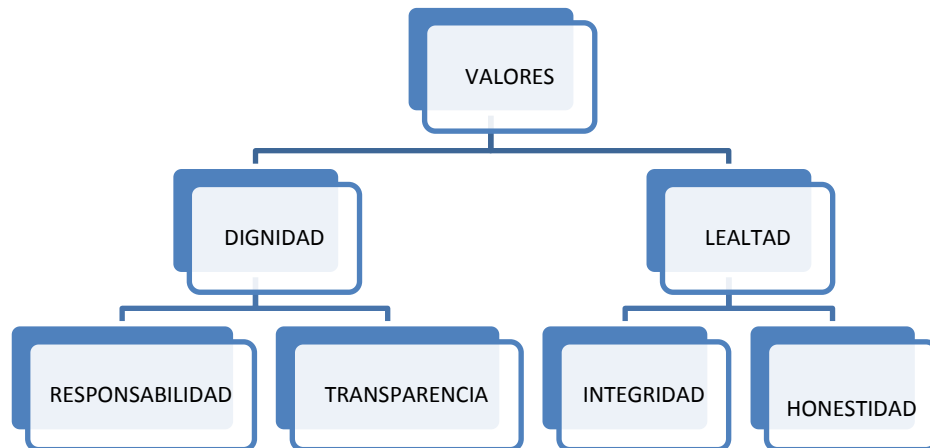 VALORES
DIGNIDAD
LEALTAD
RESPONSABILIDAD
TRANSPARENCIA
INTEGRIDAD
HONESTIDAD